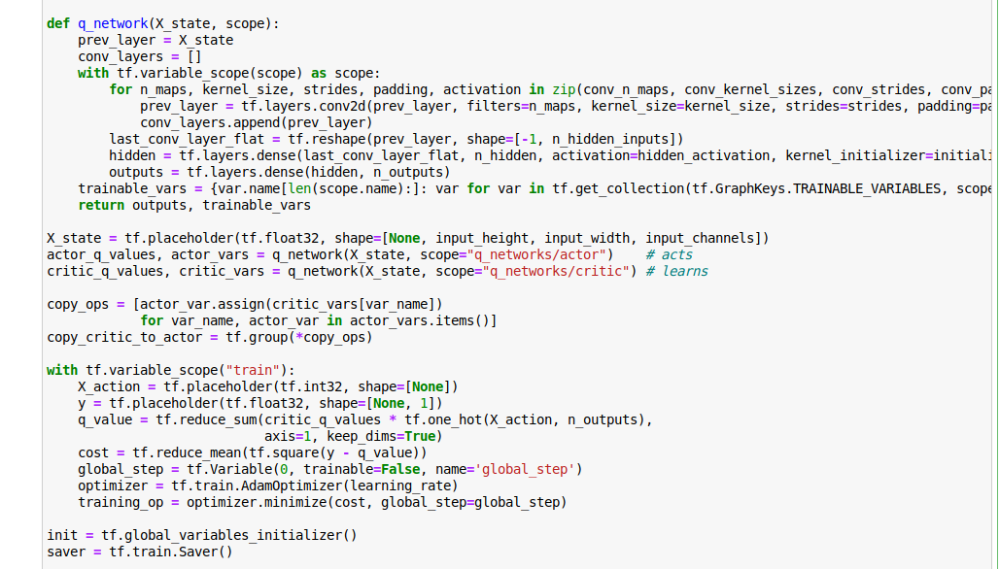 def q_network(X_state, scope):
    prev_layer = X_state
    conv_layers = []
    with tf.variable_scope(scope) as scope:
        for n_maps, kernel_size, strides, padding, activation in zip(conv_n_maps, conv_kernel_sizes, conv_strides, conv_pa
            prev_layer = tf.layers.conv2d(prev_layer, filters=n_maps, kernel_size=kernel_size, strides=strides, padding=pa
            conv_layers.append(prev_layer)
        last_conv_layer_flat = tf.reshape(prev_layer, shape=[-1, n_hidden_inputs])
        hidden = tf.layers.dense(last_conv_layer_flat, n_hidden, activation=hidden_activation, kernel_initializer=initiali
        outputs = tf.layers.dense(hidden, n_outputs)
    trainable_vars = {var.name[len(scope.name):]: var for var in tf.get_collection(tf.GraphKeys.TRAINABLE_VARIABLES, scope
    return outputs, trainable_vars

X_state = tf.placeholder(tf.float32, shape=[None, input_height, input_width, input_channels])
actor_q_values, actor_vars = q_network(X_state, scope="q_networks/actor")    # acts
critic_q_values, critic_vars = q_network(X_state, scope="q_networks/critic") # learns

copy_ops = [actor_var.assign(critic_vars[var_name])
            for var_name, actor_var in actor_vars.items()]
copy_critic_to_actor = tf.group(*copy_ops)

with tf.variable_scope("train"):
    X_action = tf.placeholder(tf.int32, shape=[None])
    y = tf.placeholder(tf.float32, shape=[None, 1])
    q_value = tf.reduce_sum(critic_q_values * tf.one_hot(X_action, n_outputs),
                            axis=1, keep_dims=True)
    cost = tf.reduce_mean(tf.square(y - q_value))
    global_step = tf.Variable(0, trainable=False, name='global_step')
    optimizer = tf.train.AdamOptimizer(learning_rate)
    training_op = optimizer.minimize(cost, global_step=global_step)

init = tf.global_variables_initializer()
saver = tf.train.Saver()